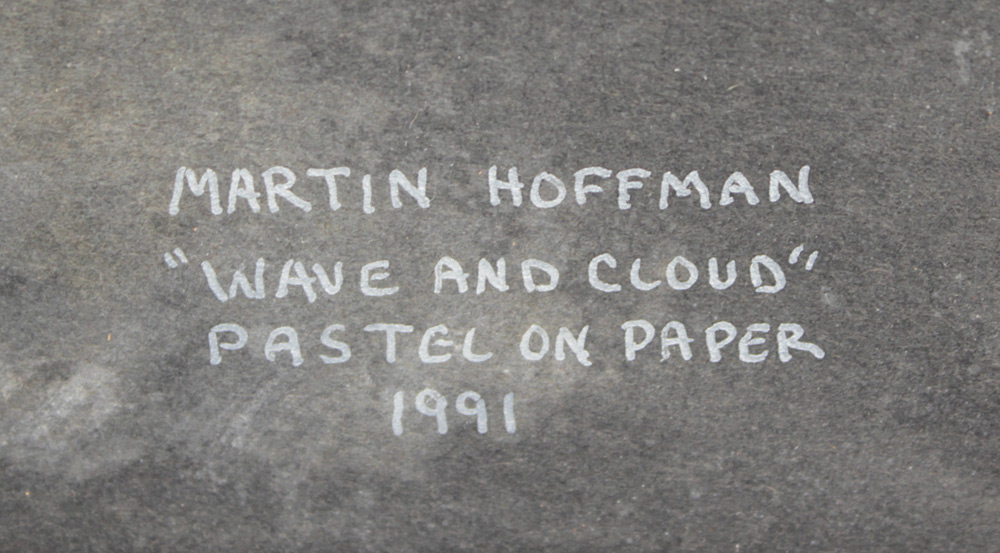 MARTIN HOFFMAN
"WAVE AND CLOUD"
PASTEL ON PAPER
1991